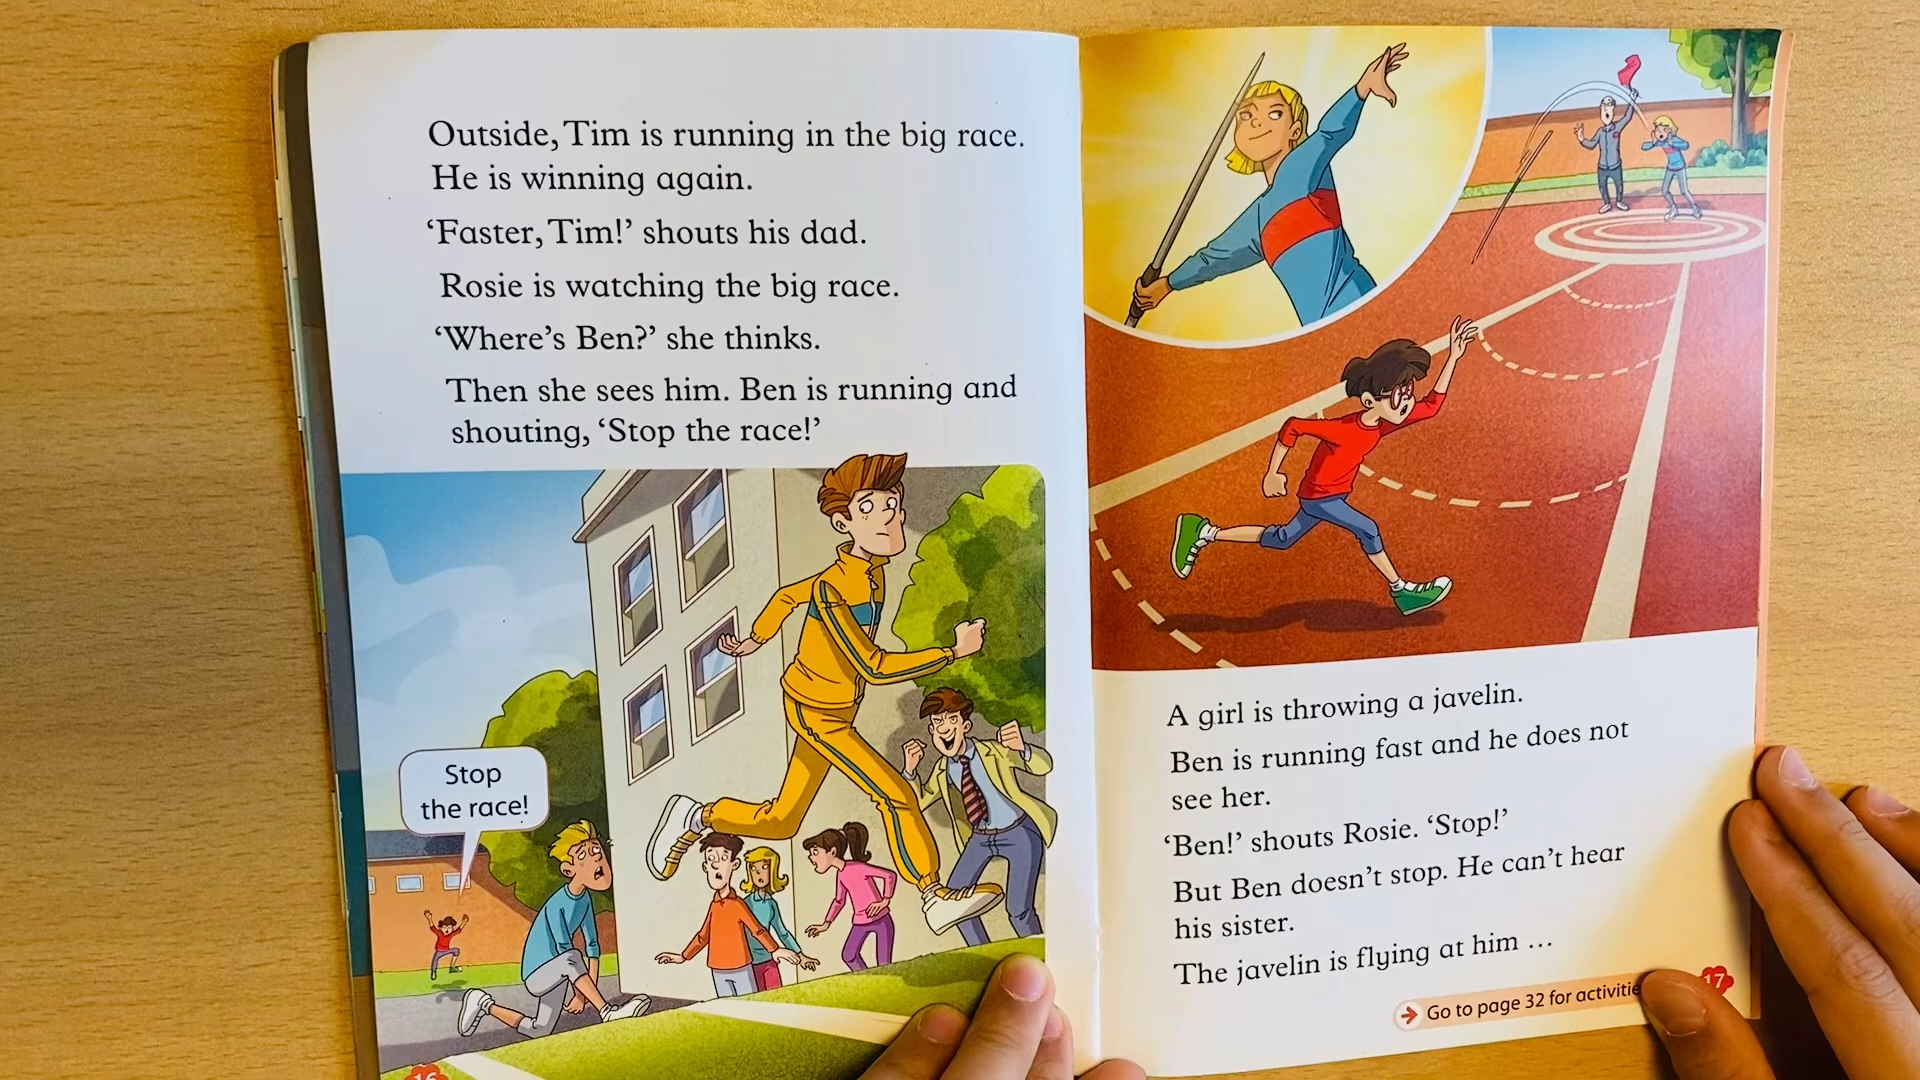 Outside, Tim is running in the big race.
He is winning again.
‘Faster, Tim!’ shouts his dad.
Rosie is watching the big race.
‘Where’s Ben?’ she thinks.
Then she sees him. Ben is running and
shouting, ‘Stop the race!’
Stop
the race!
16
A girl is throwing a javelin.
Ben is running fast and he does not
see her.
‘Ben!’ shouts Rosie. ‘Stop!’
But Ben doesn’t stop. He can’t hear
his sister.
The javelin is flying at him ...
Go to page 32 for activitie
17